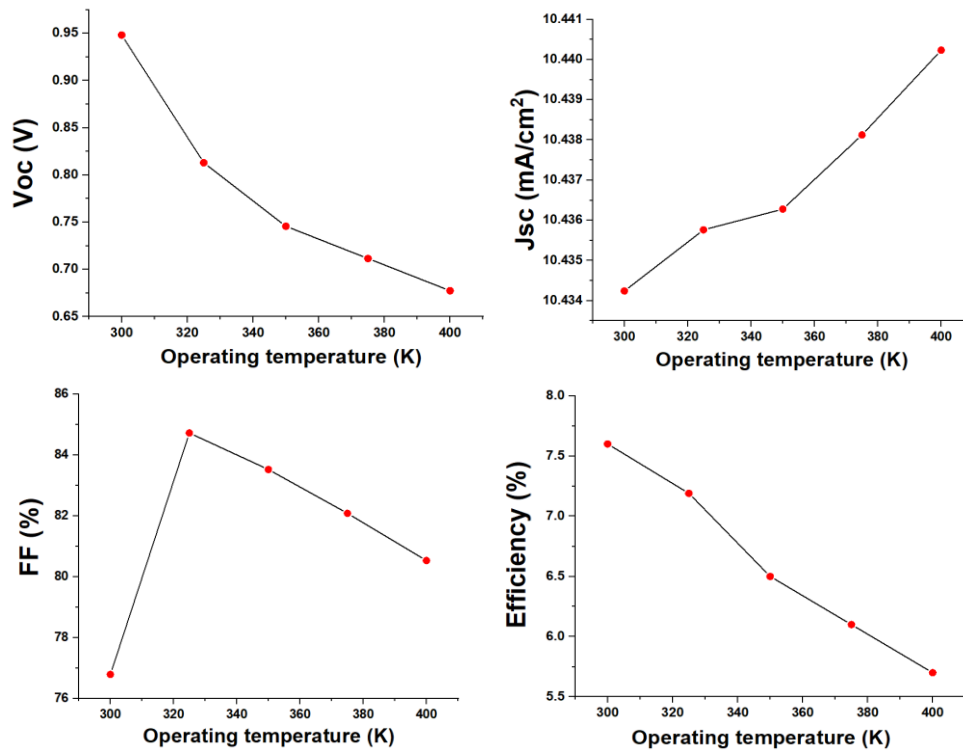 0.95
0.90
0.85
0.80
0.75
0.70
0.65
Voc (V)
300 320 340 360 380 400
Operating temperature (K)
10.441
10.440
10.439
10.438
10.437
10.436
10.435
10.434
Jsc (mA/cm²)
300 320 340 360 380 400
Operating temperature (K)
86
84
82
80
78
76
FF (%)
300 320 340 360 380 400
Operating temperature (K)
8.0
7.5
7.0
6.5
6.0
5.5
Efficiency (%)
300 320 340 360 380 400
Operating temperature (K)